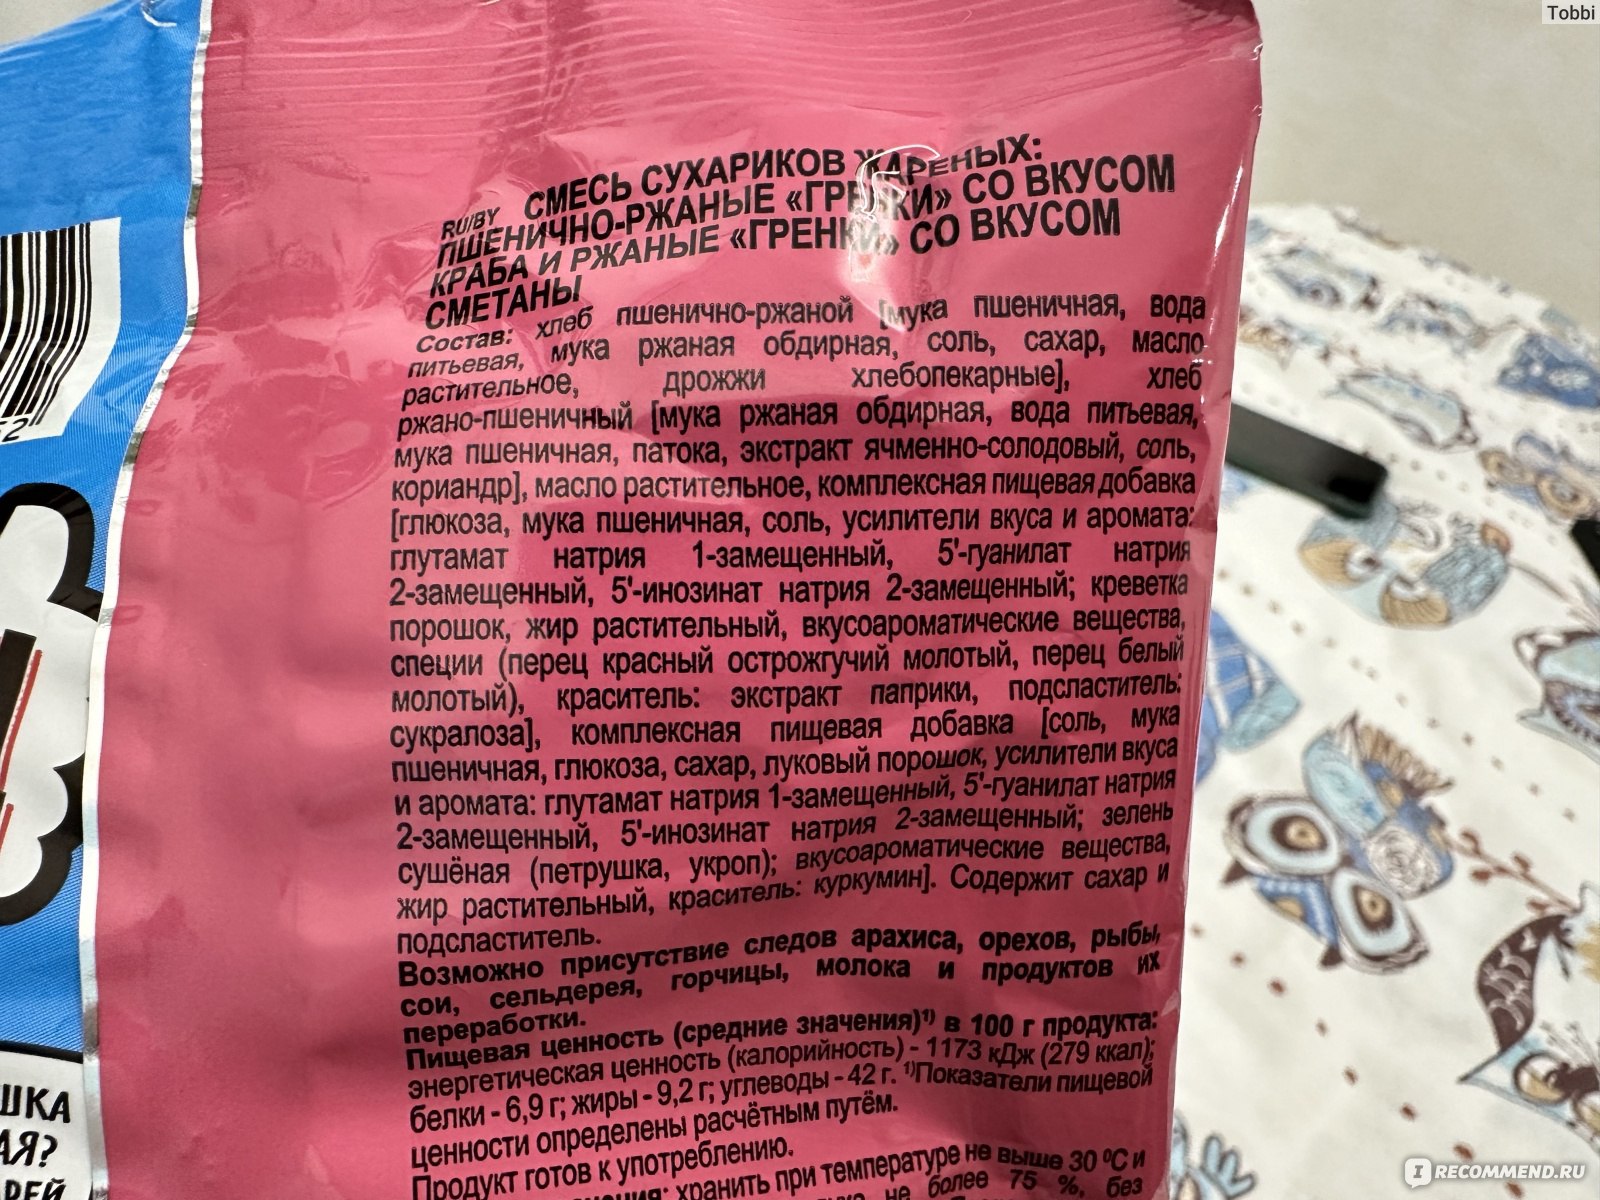 Tobbi
RU/BY СМЕСЬ СУХАРИКОВ ЖАРЕНЫХ:
ПШЕНИЧНО-РЖАНЫЕ «ГРЕНКИ» СО ВКУСОМ
КРАБА И РЖАНЫЕ «ГРЕНКИ» СО ВКУСОМ
СМЕТАНЫ
Состав: хлеб пшенично-ржаной [мука пшеничная, вода
питьевая, мука ржаная обдирная, соль, сахар, масло
растительное, дрожжи хлебопекарные], хлеб
ржано-пшеничный [мука ржаная обдирная, вода питьевая,
мука пшеничная, патока, экстракт ячменно-солодовый, соль,
кориандр], масло растительное, комплексная пищевая добавка
[глюкоза, мука пшеничная, соль, усилители вкуса и аромата:
глутамат натрия 1-замещенный, 5'-гуанилат натрия
2-замещенный, 5'-инозинат натрия 2-замещенный; креветка
порошок, жир растительный, вкусоароматические вещества,
специи (перец красный острожгучий молотый, перец белый
молотый), краситель: экстракт паприки, подсластитель:
сукралоза], комплексная пищевая добавка [соль, мука
пшеничная, глюкоза, сахар, луковый порошок, усилители вкуса
и аромата: глутамат натрия 1-замещенный, 5'-гуанилат натрия
2-замещенный, 5'-инозинат натрия 2-замещенный; зелень
сушёная (петрушка, укроп); вкусоароматические вещества,
жир растительный, краситель: куркумин]. Содержит сахар и
подсластитель.
Возможно присутствие следов арахиса, орехов, рыбы,
сои, сельдерея, горчицы, молока и продуктов их
переработки.
Пищевая ценность (средние значения)¹⁾ в 100 г продукта:
энергетическая ценность (калорийность) - 1173 кДж (279 ккал);
белки - 6,9 г; жиры - 9,2 г; углеводы - 42 г. ¹⁾Показатели пищевой
ценности определены расчётным путём.
Продукт готов к употреблению.
хранить при температуре не выше 30 ºС и
не более 75 %, без
52
ШКА
АЯ?
РЕЙ
IRECOMMEND.RU